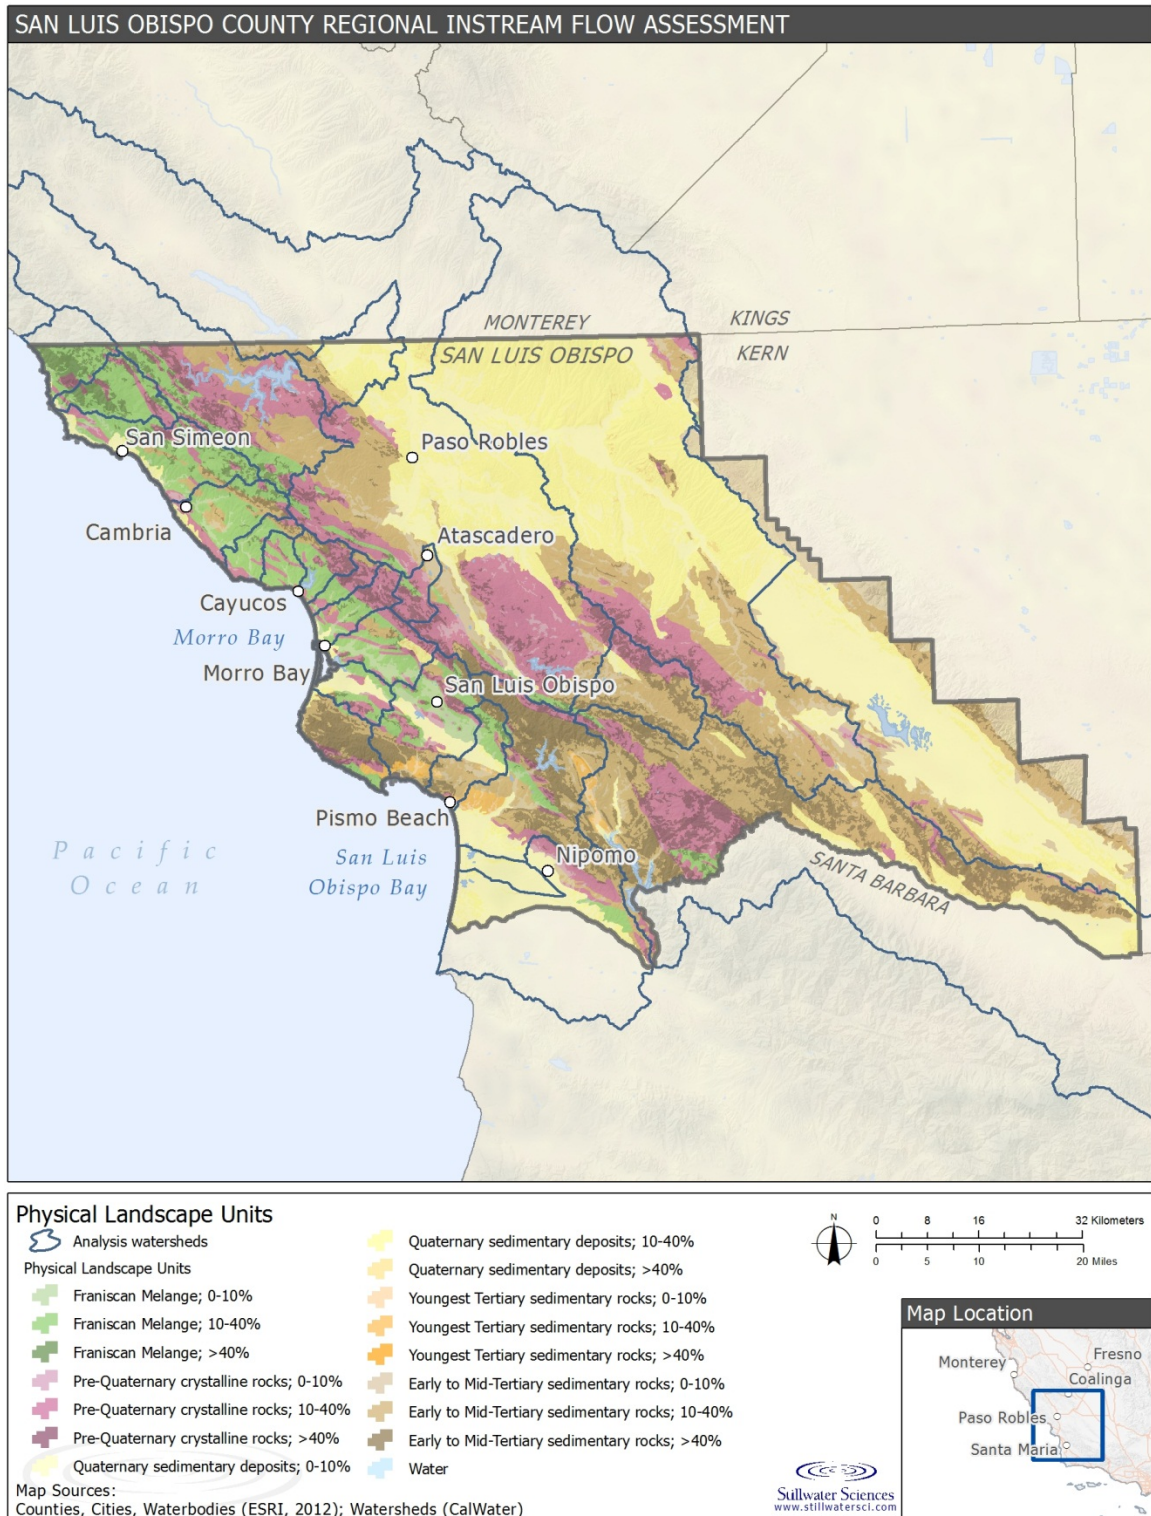 SAN LUIS OBISPO COUNTY REGIONAL INSTREAM FLOW ASSESSMENT
MONTEREY
KINGS
SAN LUIS OBISPO
KERN
San Simeon
Paso Robles
Cambria
Atascadero
Cayucos
Morro Bay
Morro Bay
San Luis Obispo
Pismo Beach
Pacific
Ocean
San Luis
Obispo Bay
Nipomo
SANTA BARBARA
Physical Landscape Units
Analysis watersheds
Physical Landscape Units
Franiscan Melange; 0-10%
Franiscan Melange; 10-40%
Franiscan Melange; >40%
Pre-Quaternary crystalline rocks; 0-10%
Pre-Quaternary crystalline rocks; 10-40%
Pre-Quaternary crystalline rocks; >40%
Quaternary sedimentary deposits; 0-10%
Quaternary sedimentary deposits; 10-40%
Quaternary sedimentary deposits; >40%
Youngest Tertiary sedimentary rocks; 0-10%
Youngest Tertiary sedimentary rocks; 10-40%
Youngest Tertiary sedimentary rocks; >40%
Early to Mid-Tertiary sedimentary rocks; 0-10%
Early to Mid-Tertiary sedimentary rocks; 10-40%
Early to Mid-Tertiary sedimentary rocks; >40%
Water
Map Sources:
Counties, Cities, Waterbodies (ESRI, 2012); Watersheds (CalWater)
N
0 8 16 32 Kilometers
0 5 10 20 Miles
Stillwater Sciences
www.stillwatersci.com
Map Location
Monterey
Fresno
Coalinga
Paso Robles
Santa Maria